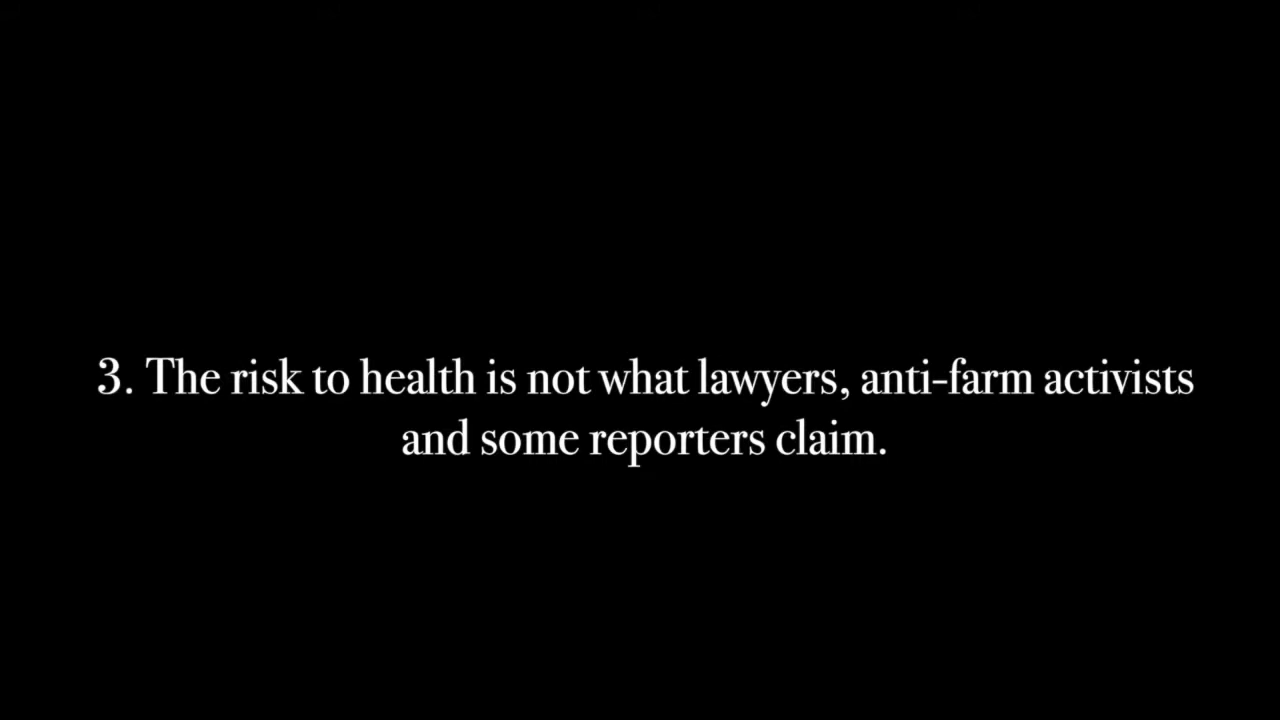 3. The risk to health is not what lawyers, anti-farm activists
and some reporters claim.